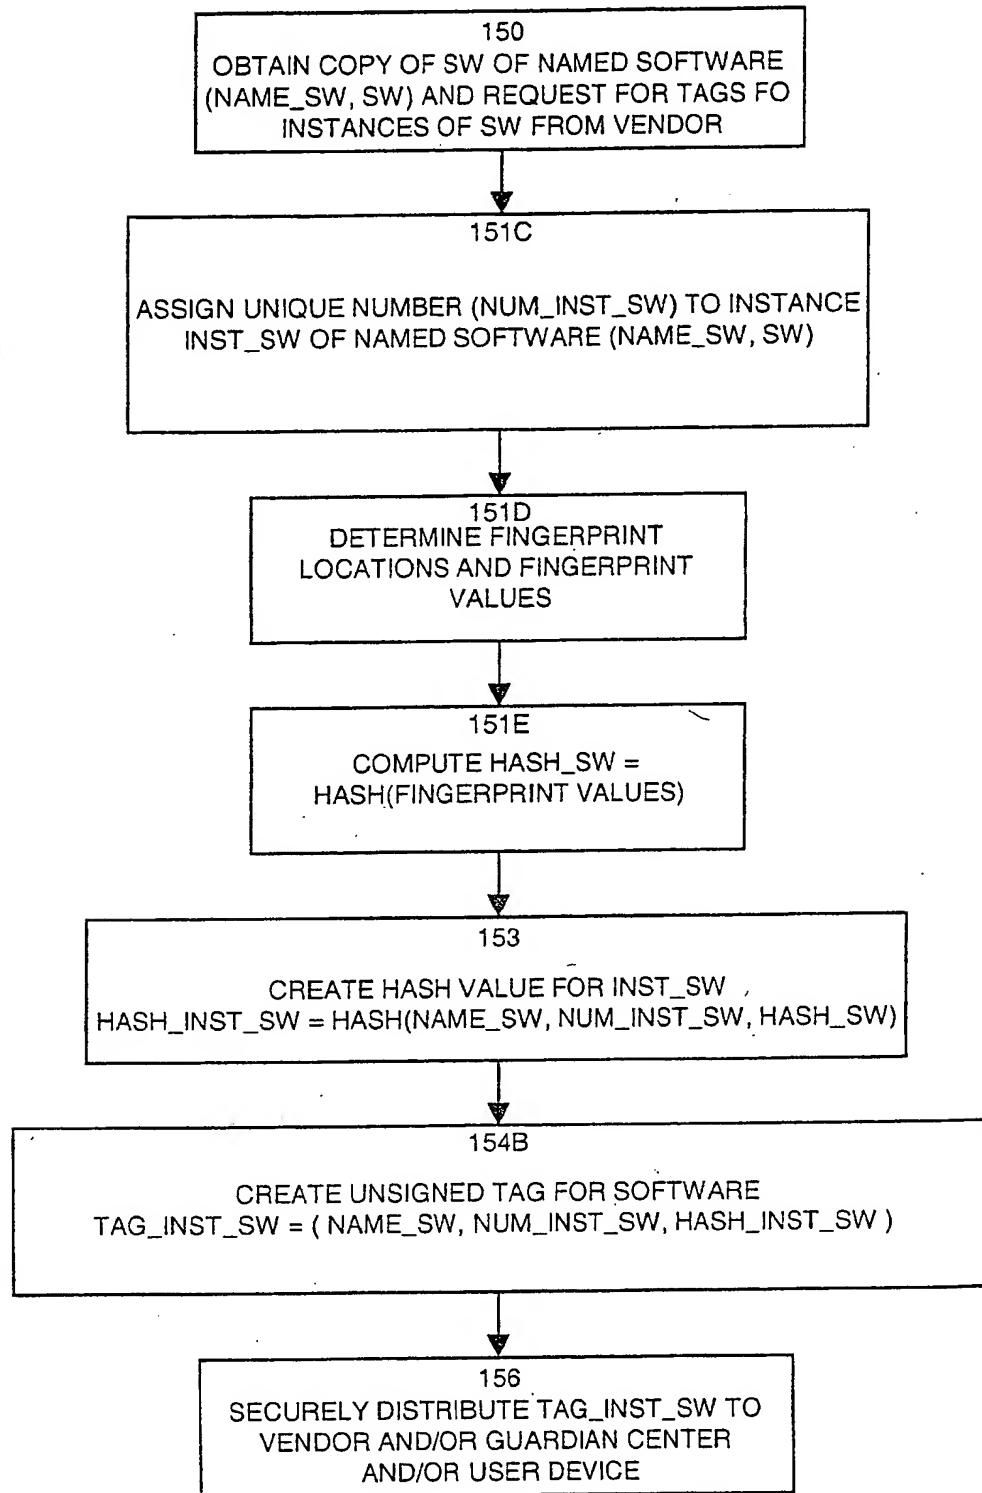 150
OBTAIN COPY OF SW OF NAMED SOFTWARE
(NAME_SW, SW) AND REQUEST FOR TAGS FO
INSTANCES OF SW FROM VENDOR
151C
ASSIGN UNIQUE NUMBER (NUM_INST_SW) TO INSTANCE
INST_SW OF NAMED SOFTWARE (NAME_SW, SW)
151D
DETERMINE FINGERPRINT
LOCATIONS AND FINGERPRINT
VALUES
151E
COMPUTE HASH_SW =
HASH(FINGERPRINT VALUES)
153
CREATE HASH VALUE FOR INST_SW
HASH_INST_SW = HASH(NAME_SW, NUM_INST_SW, HASH_SW)
154B
CREATE UNSIGNED TAG FOR SOFTWARE
TAG_INST_SW = ( NAME_SW, NUM_INST_SW, HASH_INST_SW )
156
SECURELY DISTRIBUTE TAG_INST_SW TO
VENDOR AND/OR GUARDIAN CENTER
AND/OR USER DEVICE